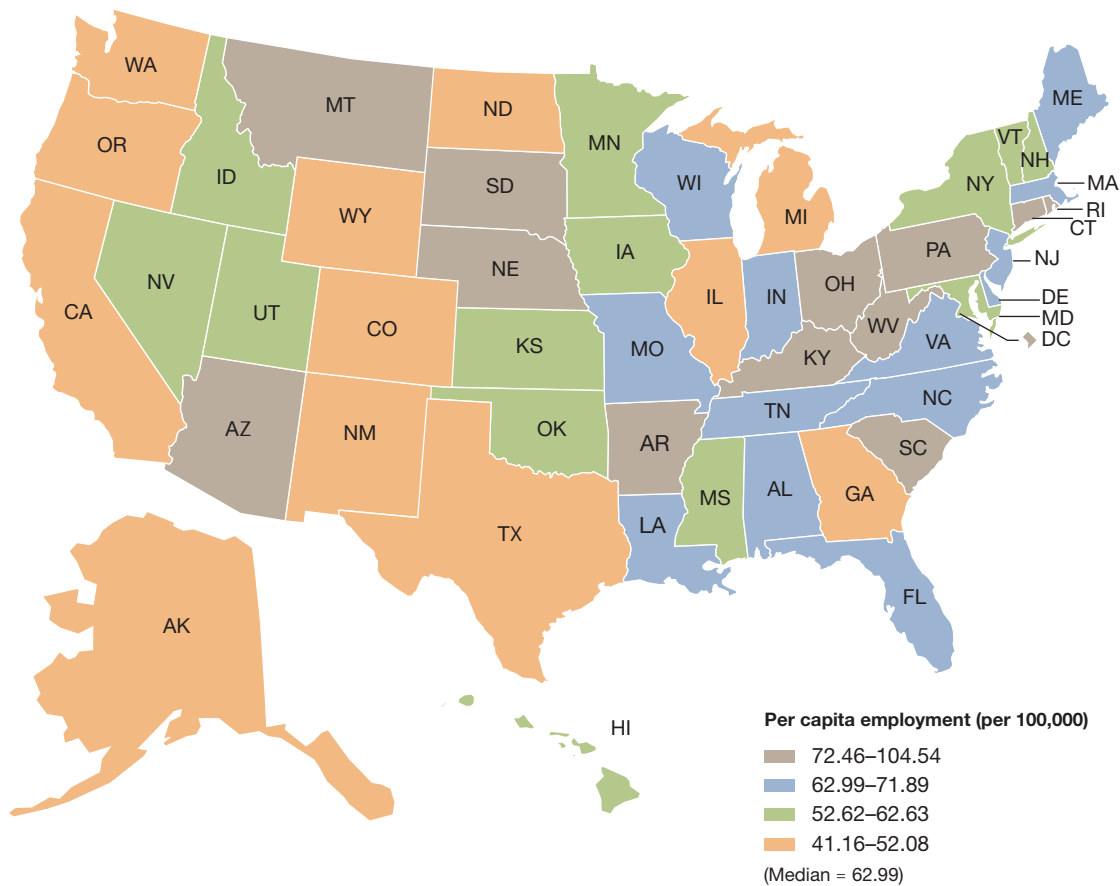 WA
MT
ND
ME
OR
MN
VT
NH
ID
SD
WI
NY
MA
WY
MI
RI
CT
NE
IA
PA
NJ
NV
OH
IL
IN
DE
CA
UT
CO
WV
MD
KS
MO
KY
VA
DC
TN
NC
AZ
NM
OK
AR
SC
MS
AL
GA
TX
LA
FL
AK
HI
Per capita employment (per 100,000)
72.46–104.54
62.99–71.89
52.62–62.63
41.16–52.08
(Median = 62.99)